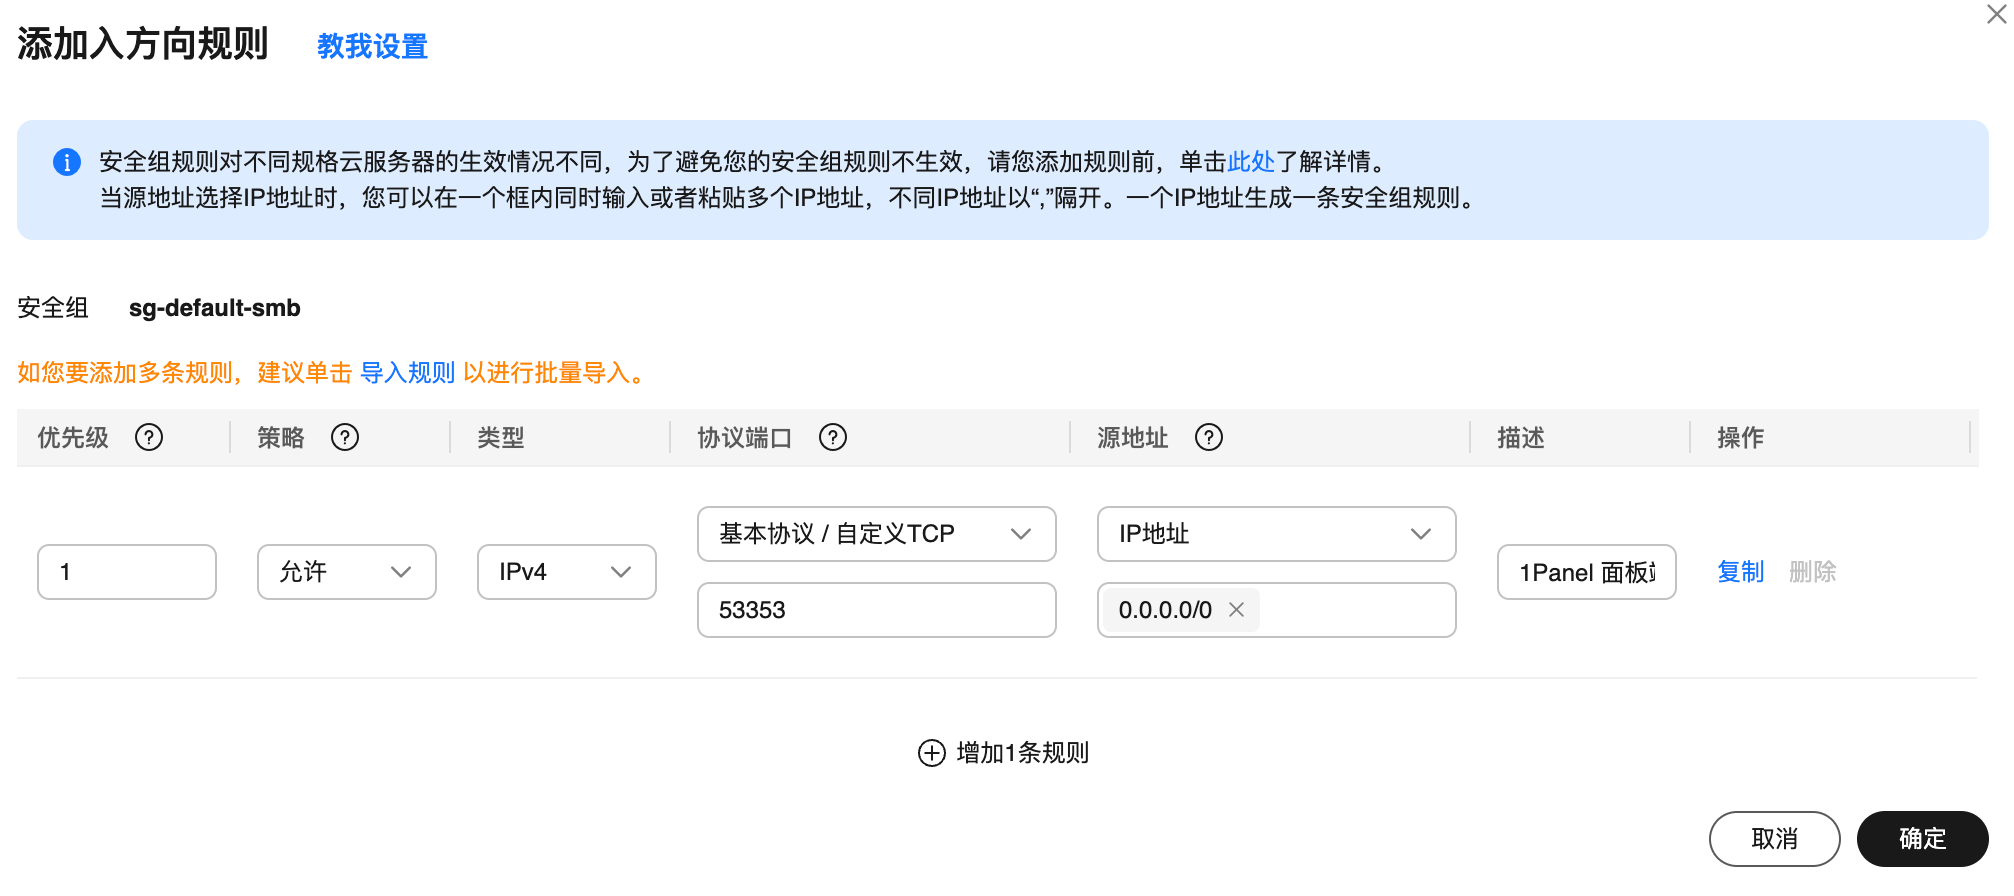 添加入方向规则 教我设置
安全组规则对不同规格云服务器的生效情况不同，为了避免您的安全组规则不生效，请您添加规则前，单击此处了解详情。
当源地址选择IP地址时，您可以在一个框内同时输入或者粘贴多个IP地址，不同IP地址以“,”隔开。一个IP地址生成一条安全组规则。
安全组 sg-default-smb
如您要添加多条规则，建议单击 导入规则 以进行批量导入。
优先级 策略 类型 协议端口 源地址 描述 操作
基本协议 / 自定义TCP IP地址
1 允许 IPv4 1Panel 面板 复制 删除
53353 0.0.0.0/0
增加1条规则
取消 确定